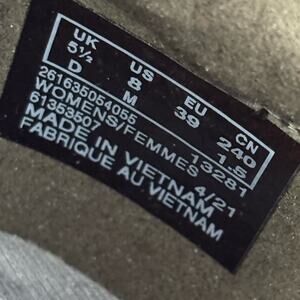 UK US EU CN
5½ 8 39 240
D M 1.5
261635054055 13281
WOMENS/FEMMES 4/21
61353507
MADE IN VIETNAM
FABRIQUE AU VIETNAM